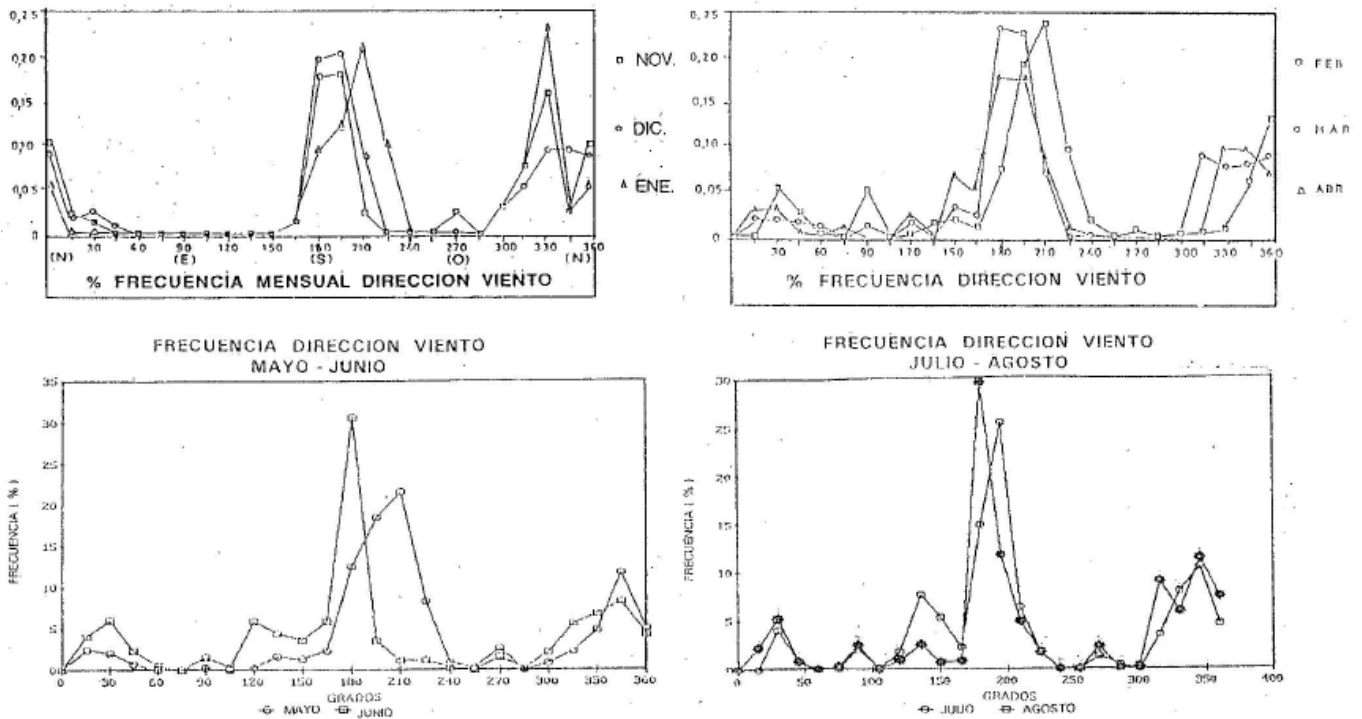 0,25
0,20
0,15
0,10
0,05
0
30 60 90 120 150 180 210 240 270 300 330 360
(N) (E) (S) (O) (N)
% FRECUENCIA MENSUAL DIRECCION VIENTO
NOV.
DIC.
ENE.
0,25
0,20
0,15
0,10
0,05
0
30 60 90 120 150 180 210 240 270 300 330 360
% FRECUENCIA DIRECCION VIENTO
FEB
MAR
ABR
FRECUENCIA DIRECCION VIENTO
MAYO - JUNIO
35
30
25
20
15
10
5
0
FRECUENCIA ( % )
0 30 60 90 120 150 180 210 240 270 300 330 360
GRADOS
MAYO JUNIO
FRECUENCIA DIRECCION VIENTO
JULIO - AGOSTO
30
25
20
15
10
5
0
FRECUENCIA ( % )
0 50 100 150 200 250 300 350 400
GRADOS
JULIO AGOSTO